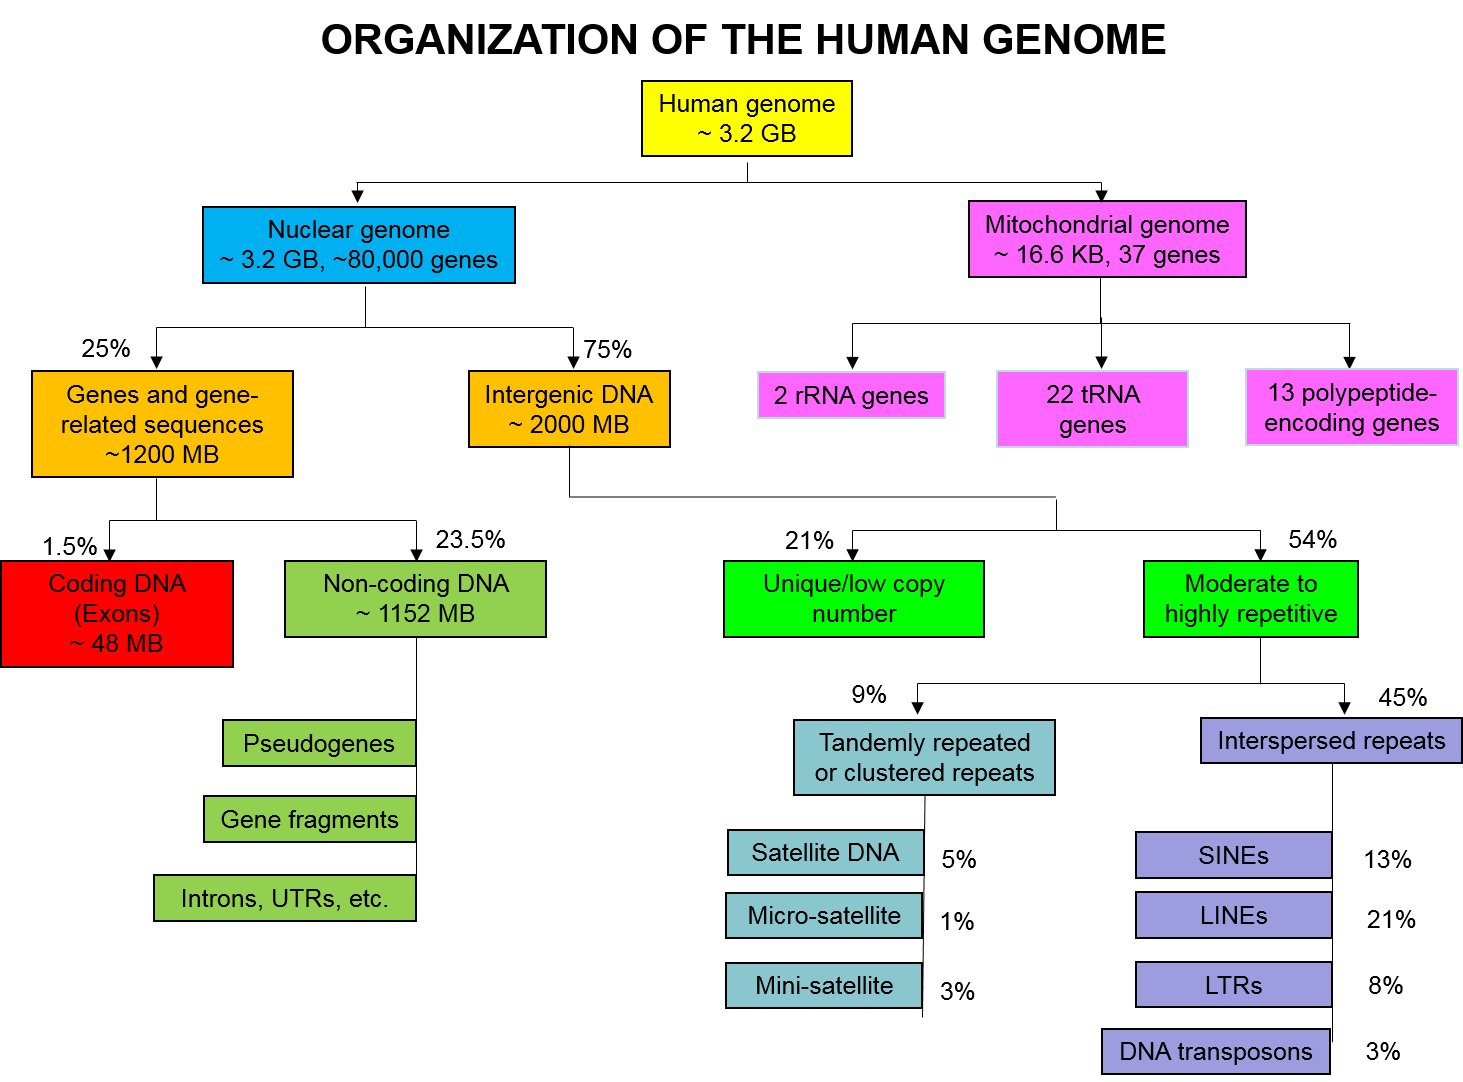 ORGANIZATION OF THE HUMAN GENOME
Human genome
~ 3.2 GB
Nuclear genome
~ 3.2 GB, ~80,000 genes
Mitochondrial genome
~ 16.6 KB, 37 genes
25%
75%
Genes and gene-
related sequences
~1200 MB
Intergenic DNA
~ 2000 MB
2 rRNA genes
22 tRNA
genes
13 polypeptide-
encoding genes
1.5%
23.5%
21%
54%
Coding DNA
(Exons)
~ 48 MB
Non-coding DNA
~ 1152 MB
Unique/low copy
number
Moderate to
highly repetitive
9%
45%
Pseudogenes
Gene fragments
Introns, UTRs, etc.
Tandemly repeated
or clustered repeats
Interspersed repeats
Satellite DNA
5%
Micro-satellite
1%
Mini-satellite
3%
SINEs
13%
LINEs
21%
LTRs
8%
DNA transposons
3%